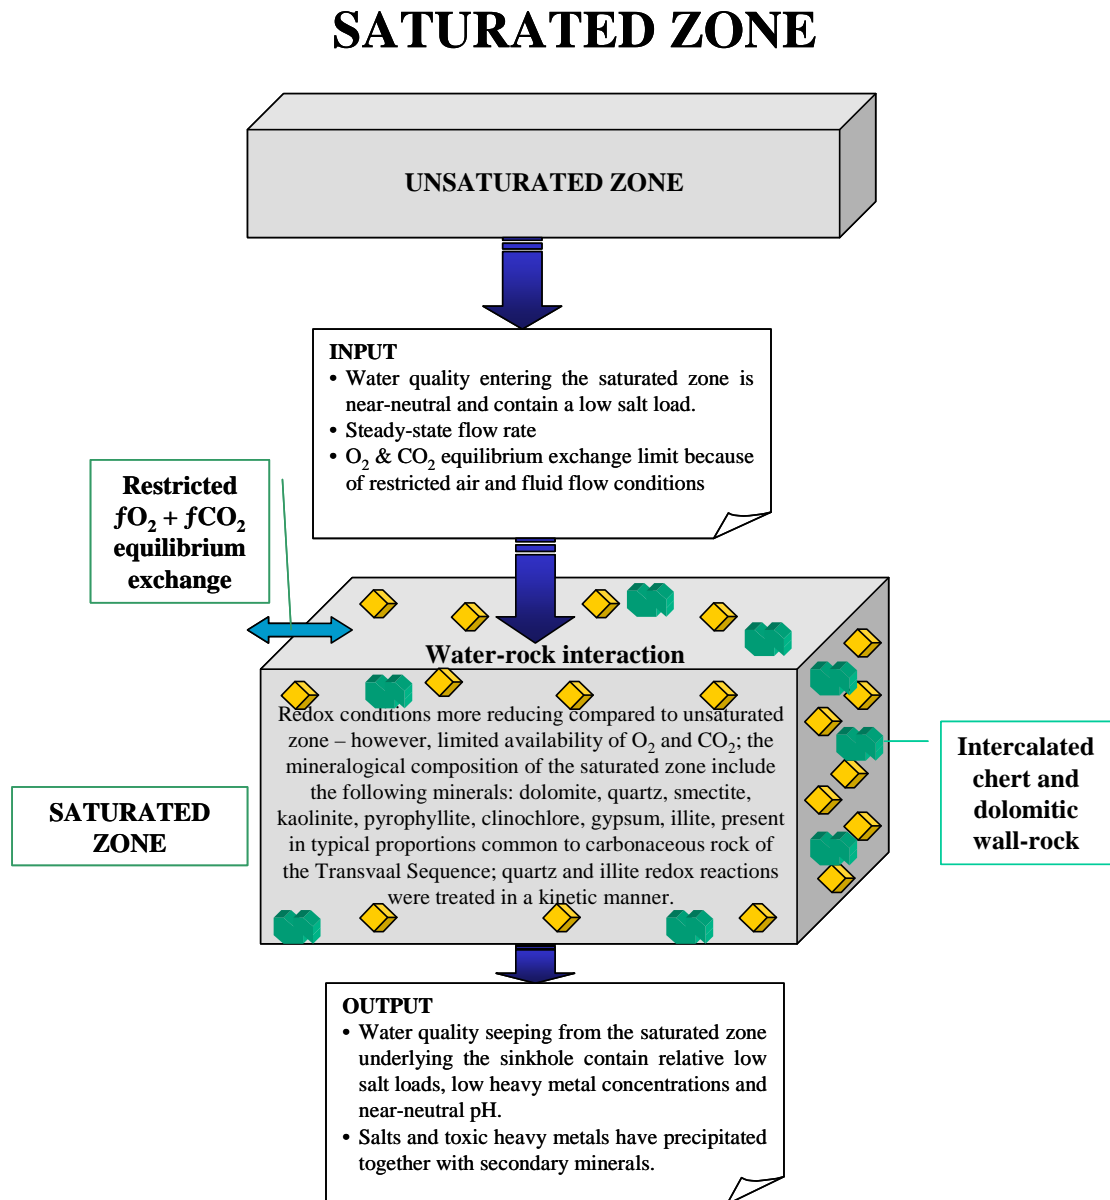 SATURATED ZONE
UNSATURATED ZONE
INPUT
• Water quality entering the saturated zone is
near-neutral and contain a low salt load.
• Steady-state flow rate
• O₂ & CO₂ equilibrium exchange limit because
of restricted air and fluid flow conditions
Restricted
ƒO₂ + ƒCO₂
equilibrium
exchange
Water-rock interaction
Redox conditions more reducing compared to unsaturated
zone – however, limited availability of O₂ and CO₂; the
mineralogical composition of the saturated zone include
the following minerals: dolomite, quartz, smectite,
kaolinite, pyrophyllite, clinochlore, gypsum, illite, present
in typical proportions common to carbonaceous rock of
the Transvaal Sequence; quartz and illite redox reactions
were treated in a kinetic manner.
SATURATED
ZONE
Intercalated
chert and
dolomitic
wall-rock
OUTPUT
• Water quality seeping from the saturated zone
underlying the sinkhole contain relative low
salt loads, low heavy metal concentrations and
near-neutral pH.
• Salts and toxic heavy metals have precipitated
together with secondary minerals.